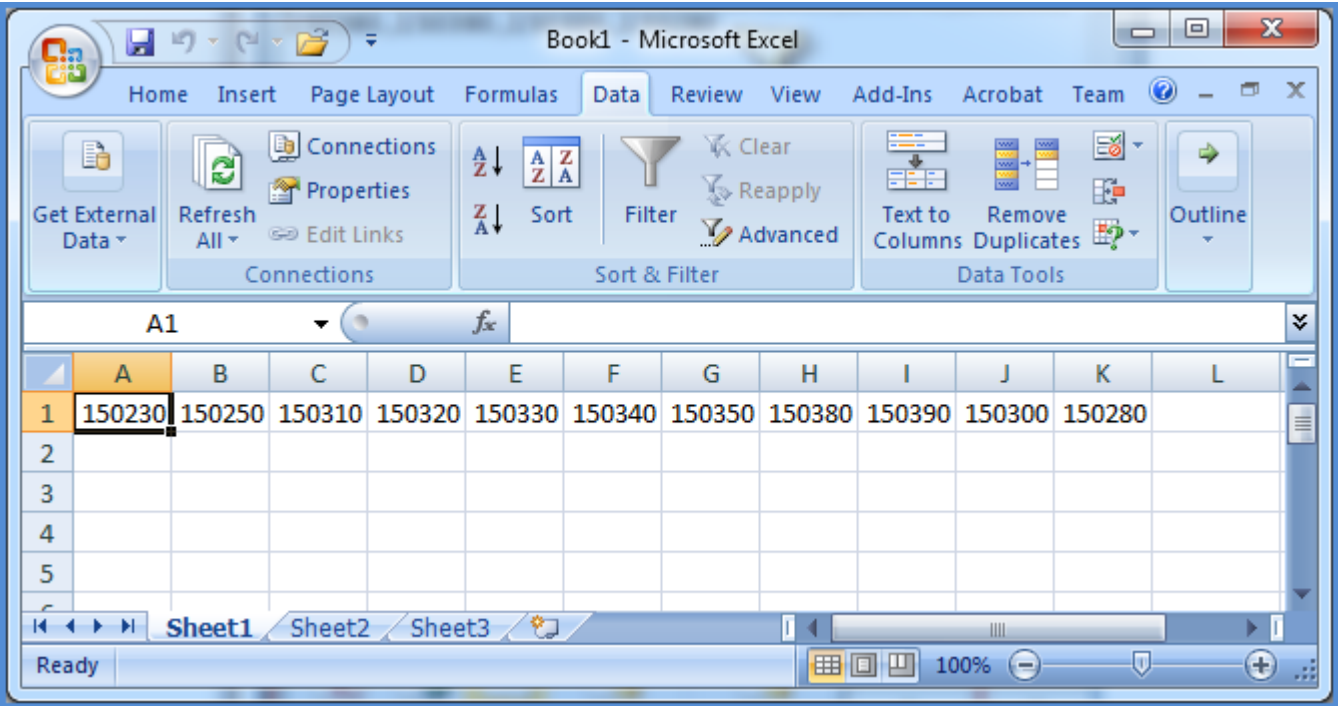 Book1 - Microsoft Excel
Home Insert Page Layout Formulas Data Review View Add-Ins Acrobat Team
Connections
Properties
Edit Links
Get External Data
Refresh All
Connections
A Z
Z A
A Z Z A
Sort
Filter
Clear
Reapply
Advanced
Sort & Filter
Text to Columns
Remove Duplicates
Data Tools
Outline
A1 fx
A B C D E F G H I J K L
1 150230 150250 150310 150320 150330 150340 150350 150380 150390 150300 150280
2
3
4
5
Sheet1 Sheet2 Sheet3
Ready 100%